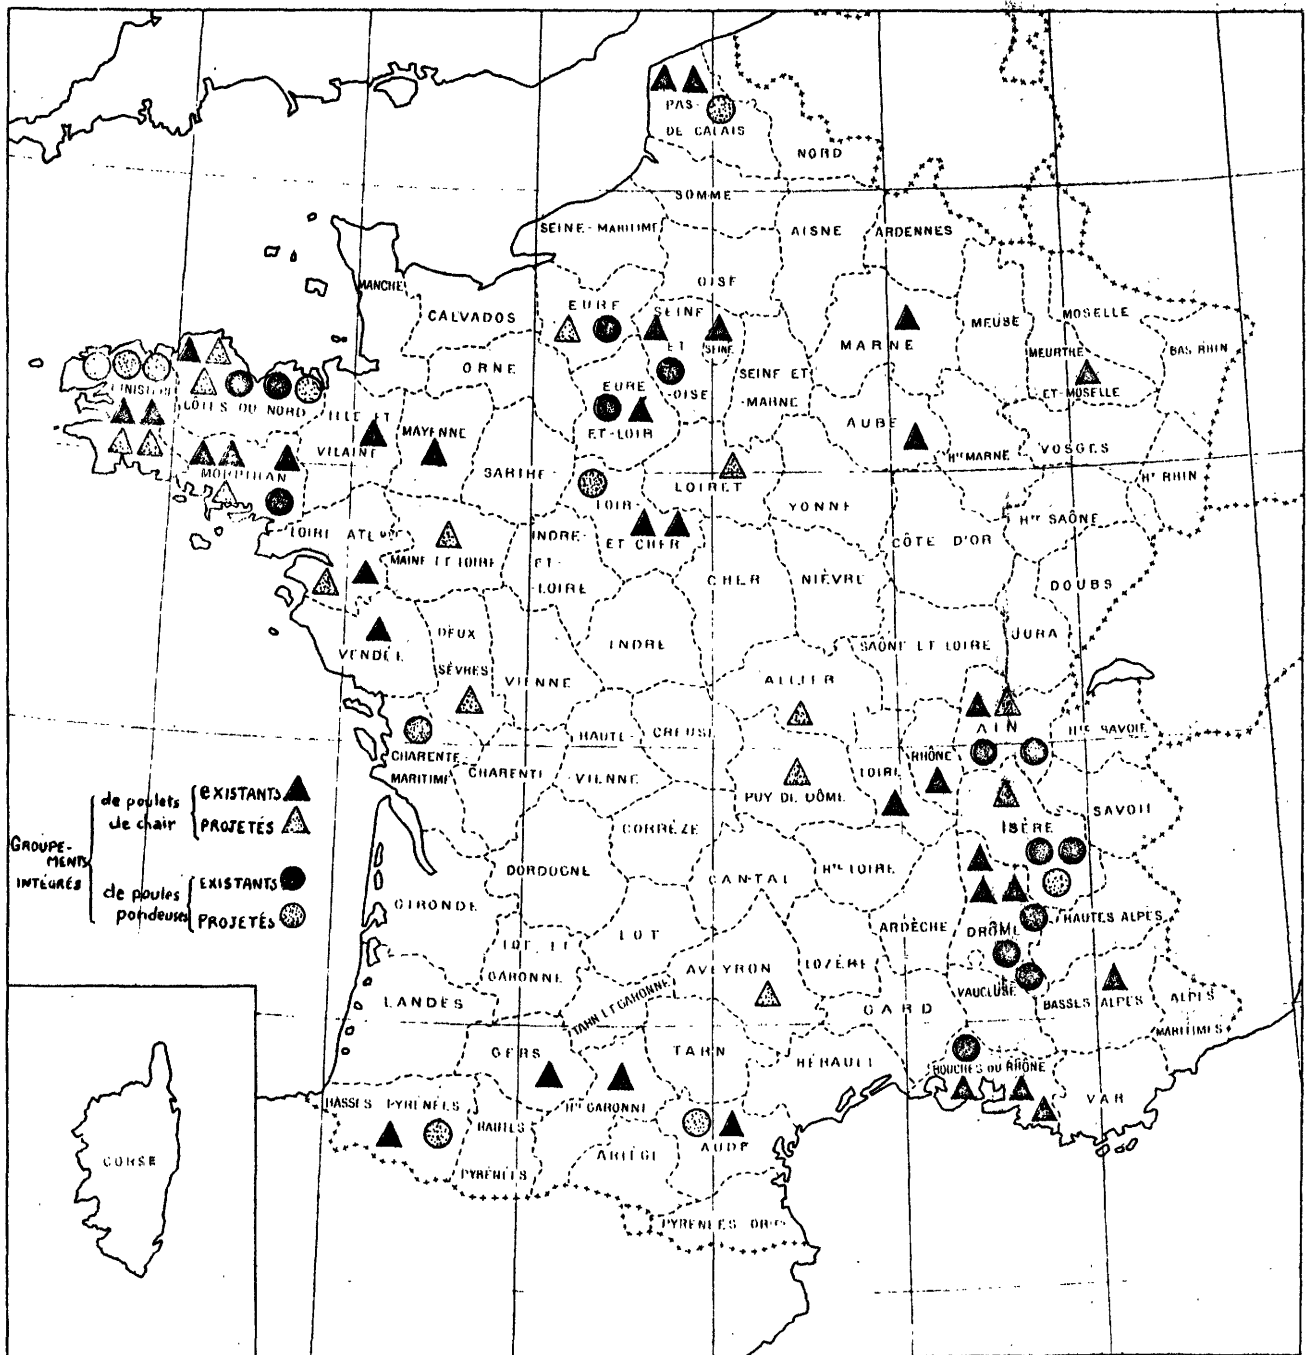 PAS-
DE CALAIS
NORD
SOMME
SEINE-MARITIME
AISNE
ARDENNES
OISE
MANCHE
CALVADOS
EURE
SEINE
ET
OISE
SEINE
MARNE
MEUSE
MOSELLE
MEURTHE
ET-MOSELLE
BAS RHIN
ORNE
SEINE ET
MARNE
EURE
ET-LOIR
FINISTÈRE
CÔTES DU NORD
ILLE ET
VILAINE
MAYENNE
AUBE
Hte MARNE
VOSGES
Ht RHIN
MORBIHAN
SARTHE
LOIRET
YONNE
LOIR
ET CHER
LOIRE ATLque
MAINE ET LOIRE
INDRE-
ET-
LOIRE
CHER
NIÈVRE
CÔTE D'OR
Hte SAÔNE
DOUBS
VENDÉE
DEUX
SÈVRES
VIENNE
INDRE
SAÔNE ET LOIRE
JURA
ALLIER
AIN
Hte SAVOIE
CHARENTE
MARITIME
CHARENTE
HAUTE
VIENNE
CREUSE
PUY DE DÔME
LOIRE
RHÔNE
SAVOIE
ISÈRE
CORRÈZE
DORDOGNE
CANTAL
Hte LOIRE
GIRONDE
ARDÈCHE
DRÔME
HAUTES ALPES
LOT ET
GARONNE
LOT
AVEYRON
LOZÈRE
VAUCLUSE
BASSES ALPES
ALPES
MARITIMES
LANDES
TARN ET GARONNE
GARD
GERS
TARN
HÉRAULT
BOUCHES DU RHÔNE
VAR
BASSES PYRÉNÉES
HAUTES
PYRÉNÉES
Hte GARONNE
ARIÈGE
AUDE
PYRÉNÉES ORles
CORSE
GROUPE-
MENTS
INTÉGRÉS
de poulets
de chair
EXISTANTS
PROJETÉS
de poules
pondeuses
EXISTANTS
PROJETÉS